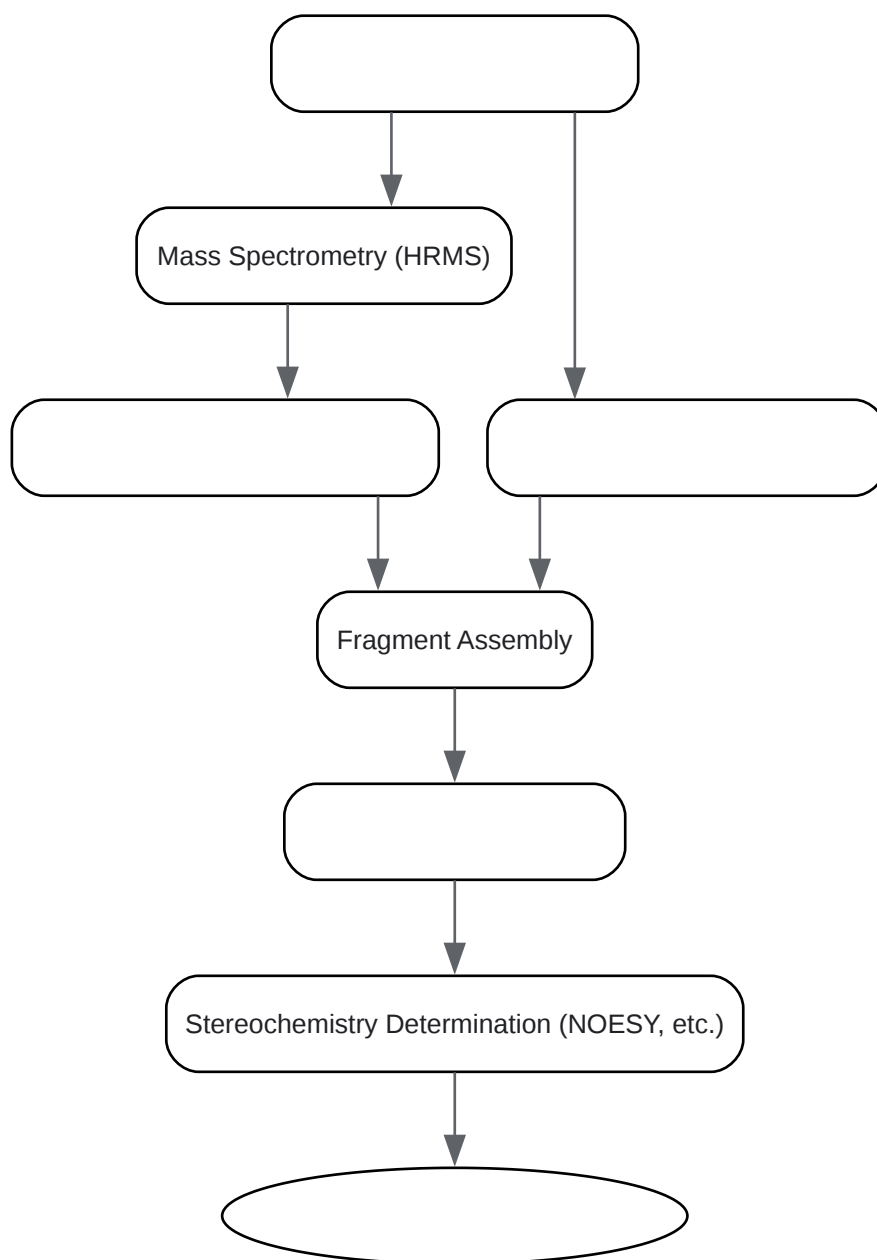 Mass Spectrometry (HRMS)
Fragment Assembly
Stereochemistry Determination (NOESY, etc.)